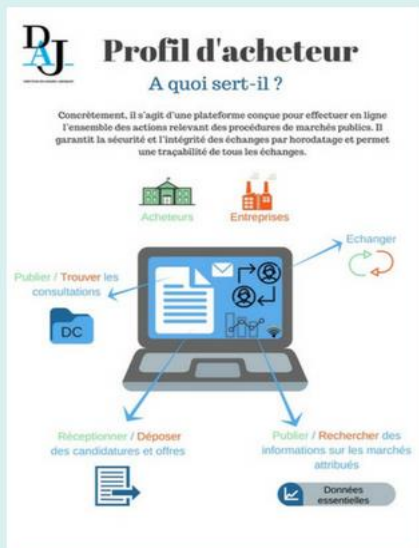 DAJ
Profil d'acheteur
A quoi sert-il ?
Concrètement, il s'agit d'une plateforme conçue pour effectuer en ligne
l'ensemble des actions relevant des procédures de marchés publics. Il
garantit la sécurité et l'intégrité des échanges par horodatage et permet
une traçabilité de tous les échanges.
Acheteurs
Entreprises
Echanger
Publier / Trouver les
consultations
DC
Réceptionner / Déposer
des candidatures et offres
Publier / Rechercher des
informations sur les marchés
attribués
Données
essentielles